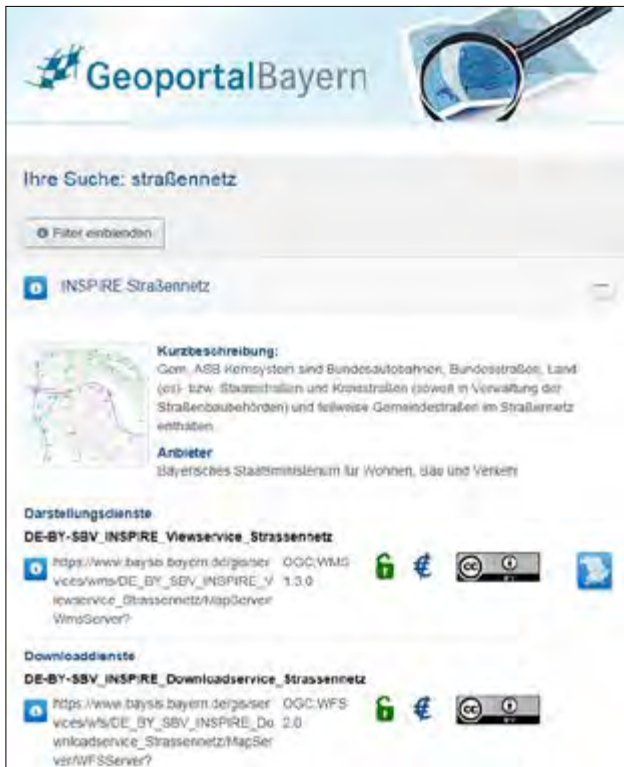 GeoportalBayern
Ihre Suche: straßennetz
Filter einblenden
INSPIRE Straßennetz
Kurzbeschreibung:
Gem. ASB Kernsystem sind Bundesautobahnen, Bundesstraßen, Land
(es)- bzw. Staatsstraßen und Kreisstraßen (soweit in Verwaltung der
Straßenbaubehörden) und teilweise Gemeindestraßen im Straßennetz
enthalten.
Anbieter
Bayerisches Staatsministerium für Wohnen, Bau und Verkehr
Darstellungsdienste
DE-BY-SBV_INSPIRE_Viewservice_Strassennetz
https://www.baysis.bayern.de/gis/ser OGC:WMS
vices/wms/DE_BY_SBV_INSPIRE_V 1.3.0
iewservice_Strassennetz/MapServer/
WmsServer?
cc BY
Downloaddienste
DE-BY-SBV_INSPIRE_Downloadservice_Strassennetz
https://www.baysis.bayern.de/gis/ser OGC:WFS
vices/wfs/DE_BY_SBV_INSPIRE_Do 2.0
wnloadservice_Strassennetz/MapSer
ver/WFSServer?
cc BY